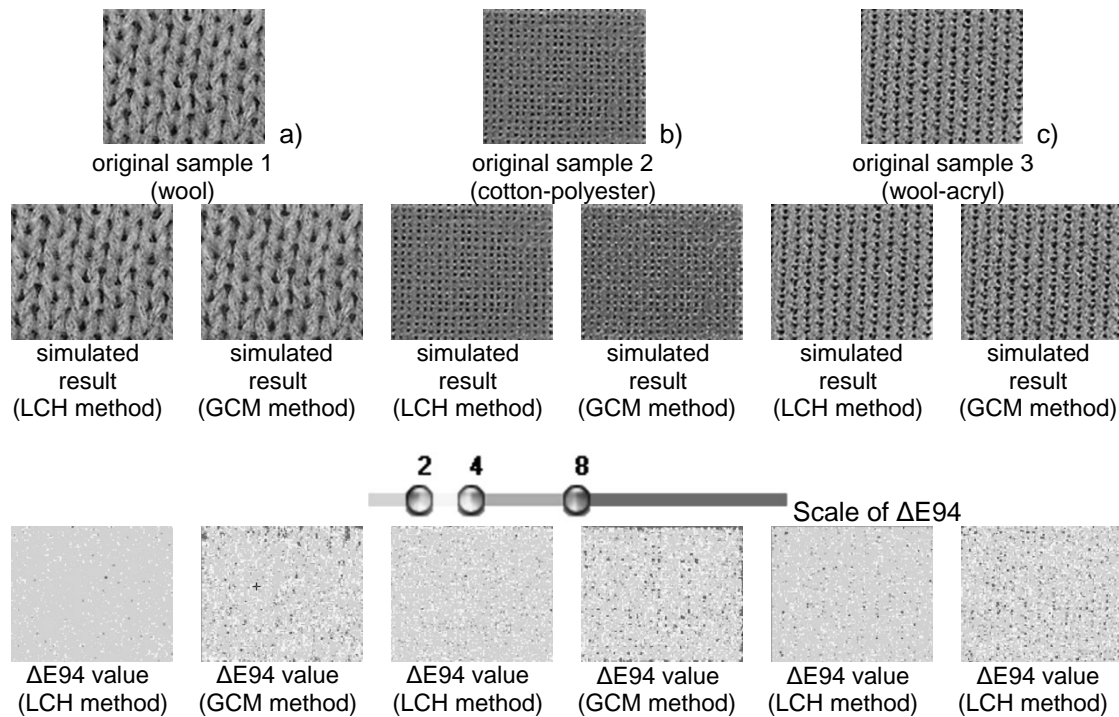 a)
original sample 1
(wool)
b)
original sample 2
(cotton-polyester)
c)
original sample 3
(wool-acryl)
simulated
result
(LCH method)
simulated
result
(GCM method)
simulated
result
(LCH method)
simulated
result
(GCM method)
simulated
result
(LCH method)
simulated
result
(GCM method)
2 4 8
Scale of ΔE94
ΔE94 value
(LCH method)
ΔE94 value
(GCM method)
ΔE94 value
(LCH method)
ΔE94 value
(GCM method)
ΔE94 value
(LCH method)
ΔE94 value
(LCH method)